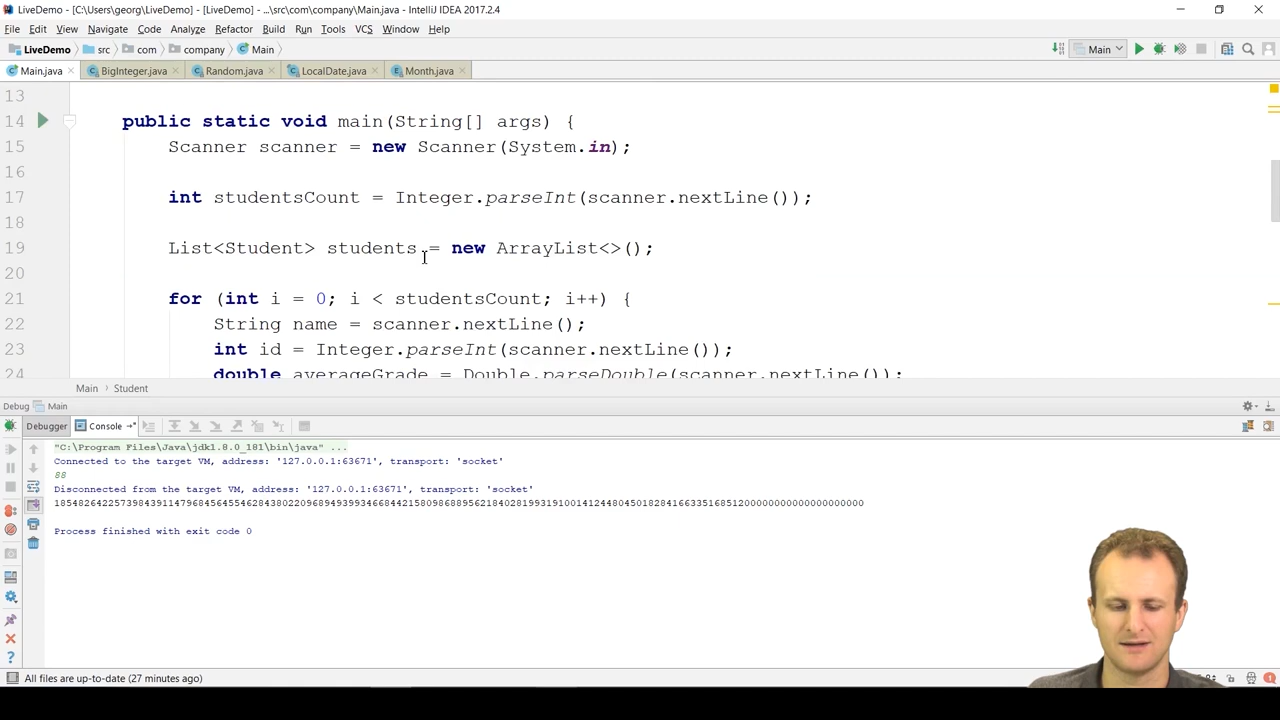 LiveDemo - [C:\Users\georg\LiveDemo] - [LiveDemo] - ...\src\com\company\Main.java - IntelliJ IDEA 2017.2.4
File Edit View Navigate Code Analyze Refactor Build Run Tools VCS Window Help
LiveDemo src com company Main Main
Main.java BigInteger.java Random.java LocalDate.java Month.java
13
14 public static void main(String[] args) {
15 Scanner scanner = new Scanner(System.in);
16
17 int studentsCount = Integer.parseInt(scanner.nextLine());
18
19 List<Student> students = new ArrayList<>();
20
21 for (int i = 0; i < studentsCount; i++) {
22 String name = scanner.nextLine();
23 int id = Integer.parseInt(scanner.nextLine());
24 double averageGrade = Double.parseDouble(scanner.nextLine());
Main Student
Debug Main
Debugger Console
"C:\Program Files\Java\jdk1.8.0_181\bin\java" ...
Connected to the target VM, address: '127.0.0.1:63671', transport: 'socket'
88
Disconnected from the target VM, address: '127.0.0.1:63671', transport: 'socket'
Process finished with exit code 0
All files are up-to-date (27 minutes ago)